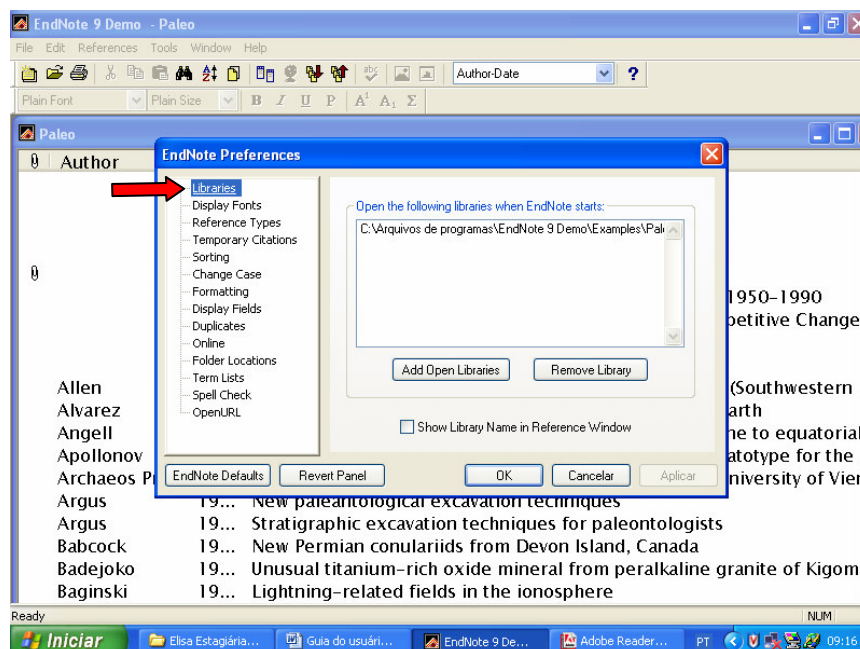 EndNote 9 Demo - Paleo
File Edit References Tools Window Help
Author-Date
Plain Font Plain Size B I U P A¹ A₁ Σ
Paleo
Author
EndNote Preferences
Libraries
Display Fonts
Reference Types
Temporary Citations
Sorting
Change Case
Formatting
Display Fields
Duplicates
Online
Folder Locations
Term Lists
Spell Check
OpenURL
Open the following libraries when EndNote starts:
C:\Arquivos de programas\EndNote 9 Demo\Examples\Pal
Add Open Libraries Remove Library
Show Library Name in Reference Window
EndNote Defaults Revert Panel OK Cancelar Aplicar
1950-1990
petitive Change
Allen (Southwestern
Alvarez arth
Angell ne to equatorial
Apollonov atotype for the
Archaeos P niversity of Vien
Argus 19... New paleantological excavation techniques
Argus 19... Stratigraphic excavation techniques for paleontologists
Babcock 19... New Permian conulariids from Devon Island, Canada
Badejoko 19... Unusual titanium-rich oxide mineral from peralkaline granite of Kigom
Baginski 19... Lightning-related fields in the ionosphere
Ready NUM
Iniciar Elisa Estagiária... Guia do usuári... EndNote 9 De... Adobe Reader... PT 09:16